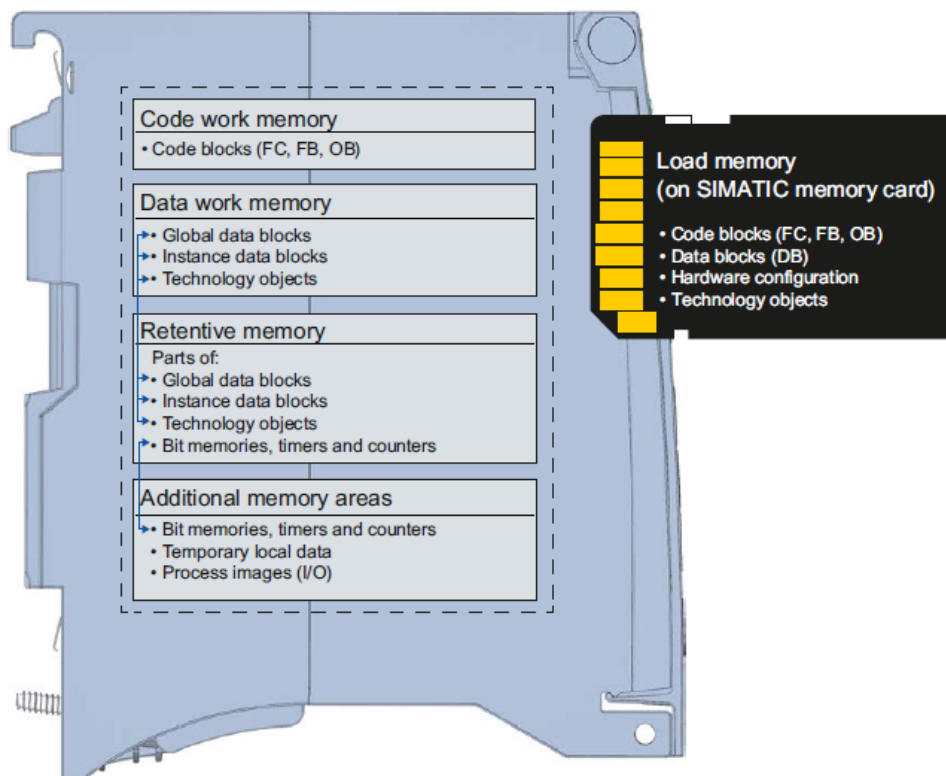 Code work memory
• Code blocks (FC, FB, OB)
Data work memory
• Global data blocks
• Instance data blocks
• Technology objects
Retentive memory
Parts of:
• Global data blocks
• Instance data blocks
• Technology objects
• Bit memories, timers and counters
Additional memory areas
• Bit memories, timers and counters
• Temporary local data
• Process images (I/O)
Load memory
(on SIMATIC memory card)
• Code blocks (FC, FB, OB)
• Data blocks (DB)
• Hardware configuration
• Technology objects